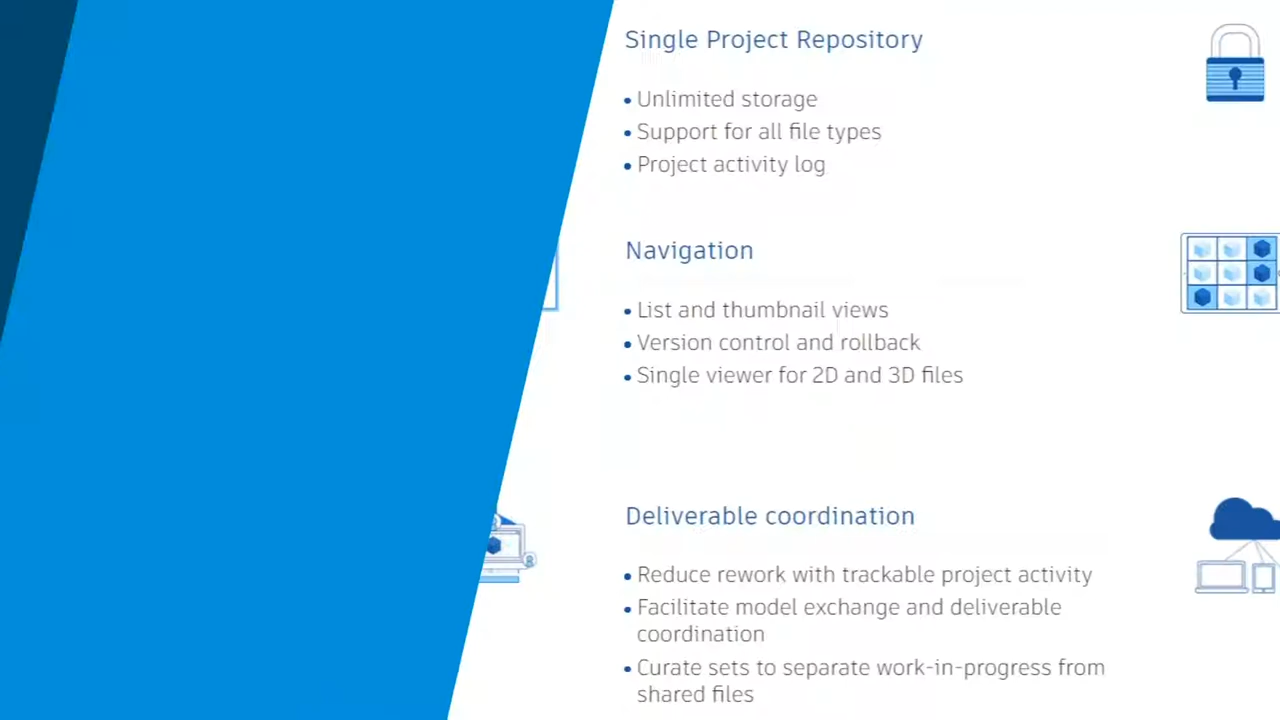 Single Project Repository
• Unlimited storage
• Support for all file types
• Project activity log
Navigation
• List and thumbnail views
• Version control and rollback
• Single viewer for 2D and 3D files
Deliverable coordination
• Reduce rework with trackable project activity
• Facilitate model exchange and deliverable
coordination
• Curate sets to separate work-in-progress from
shared files